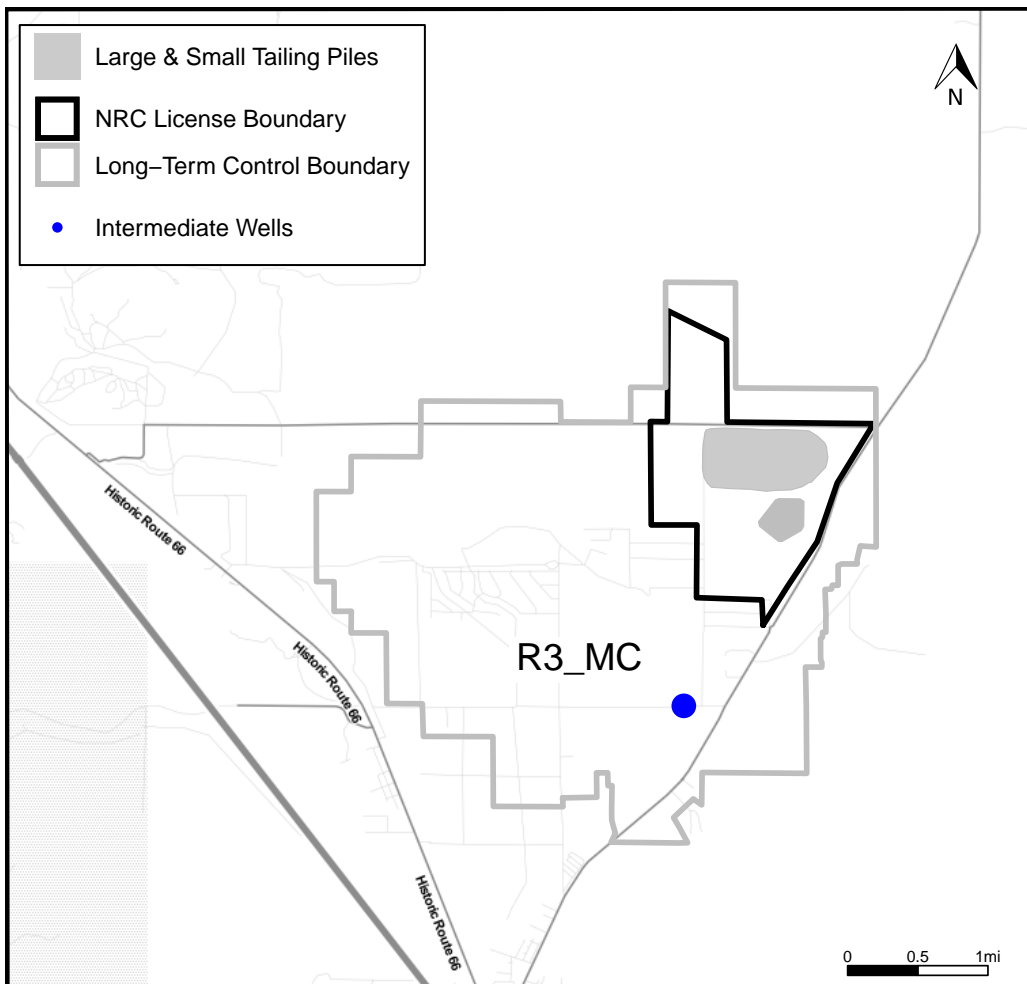 Large & Small Tailing Piles
NRC License Boundary
Long−Term Control Boundary
Intermediate Wells
N
Historic Route 66
Historic Route 66
R3_MC
Historic Route 66
0 0.5 1mi